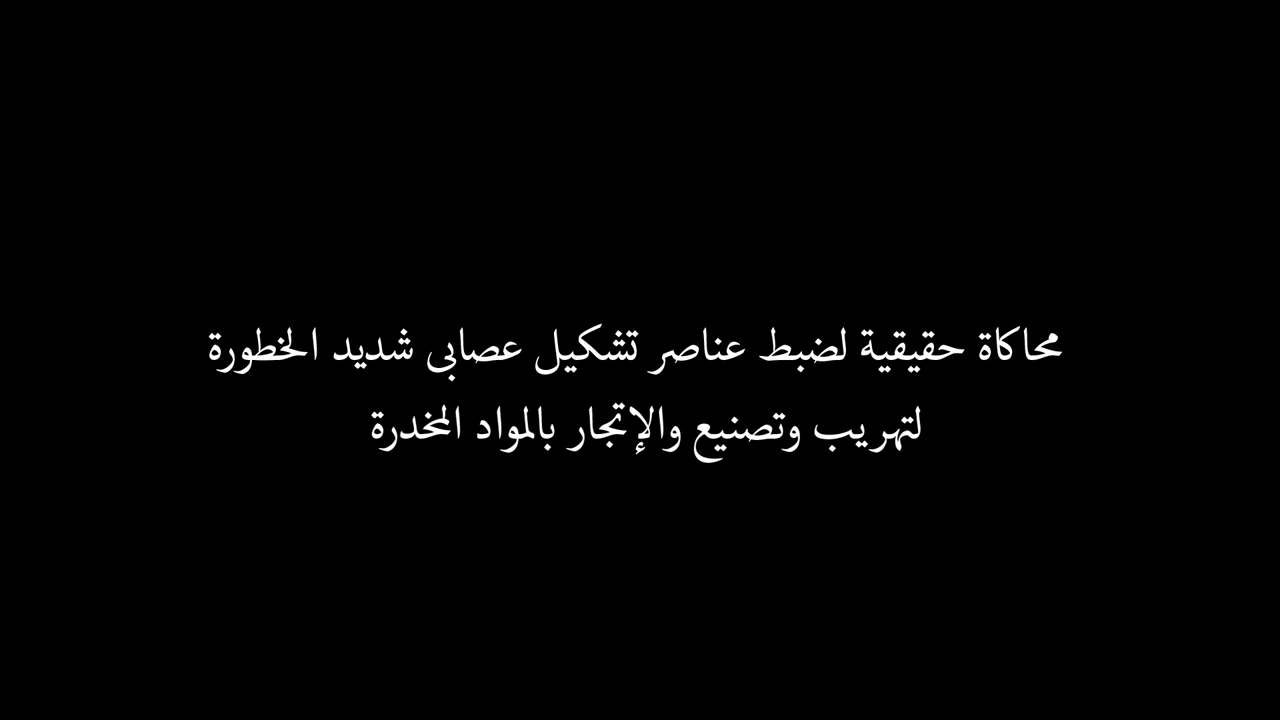 محاكاة حقيقية لضبط عناصر تشكيل عصابى شديد الخطورة
لتهريب وتصنيع والإتجار بالمواد المخدرة